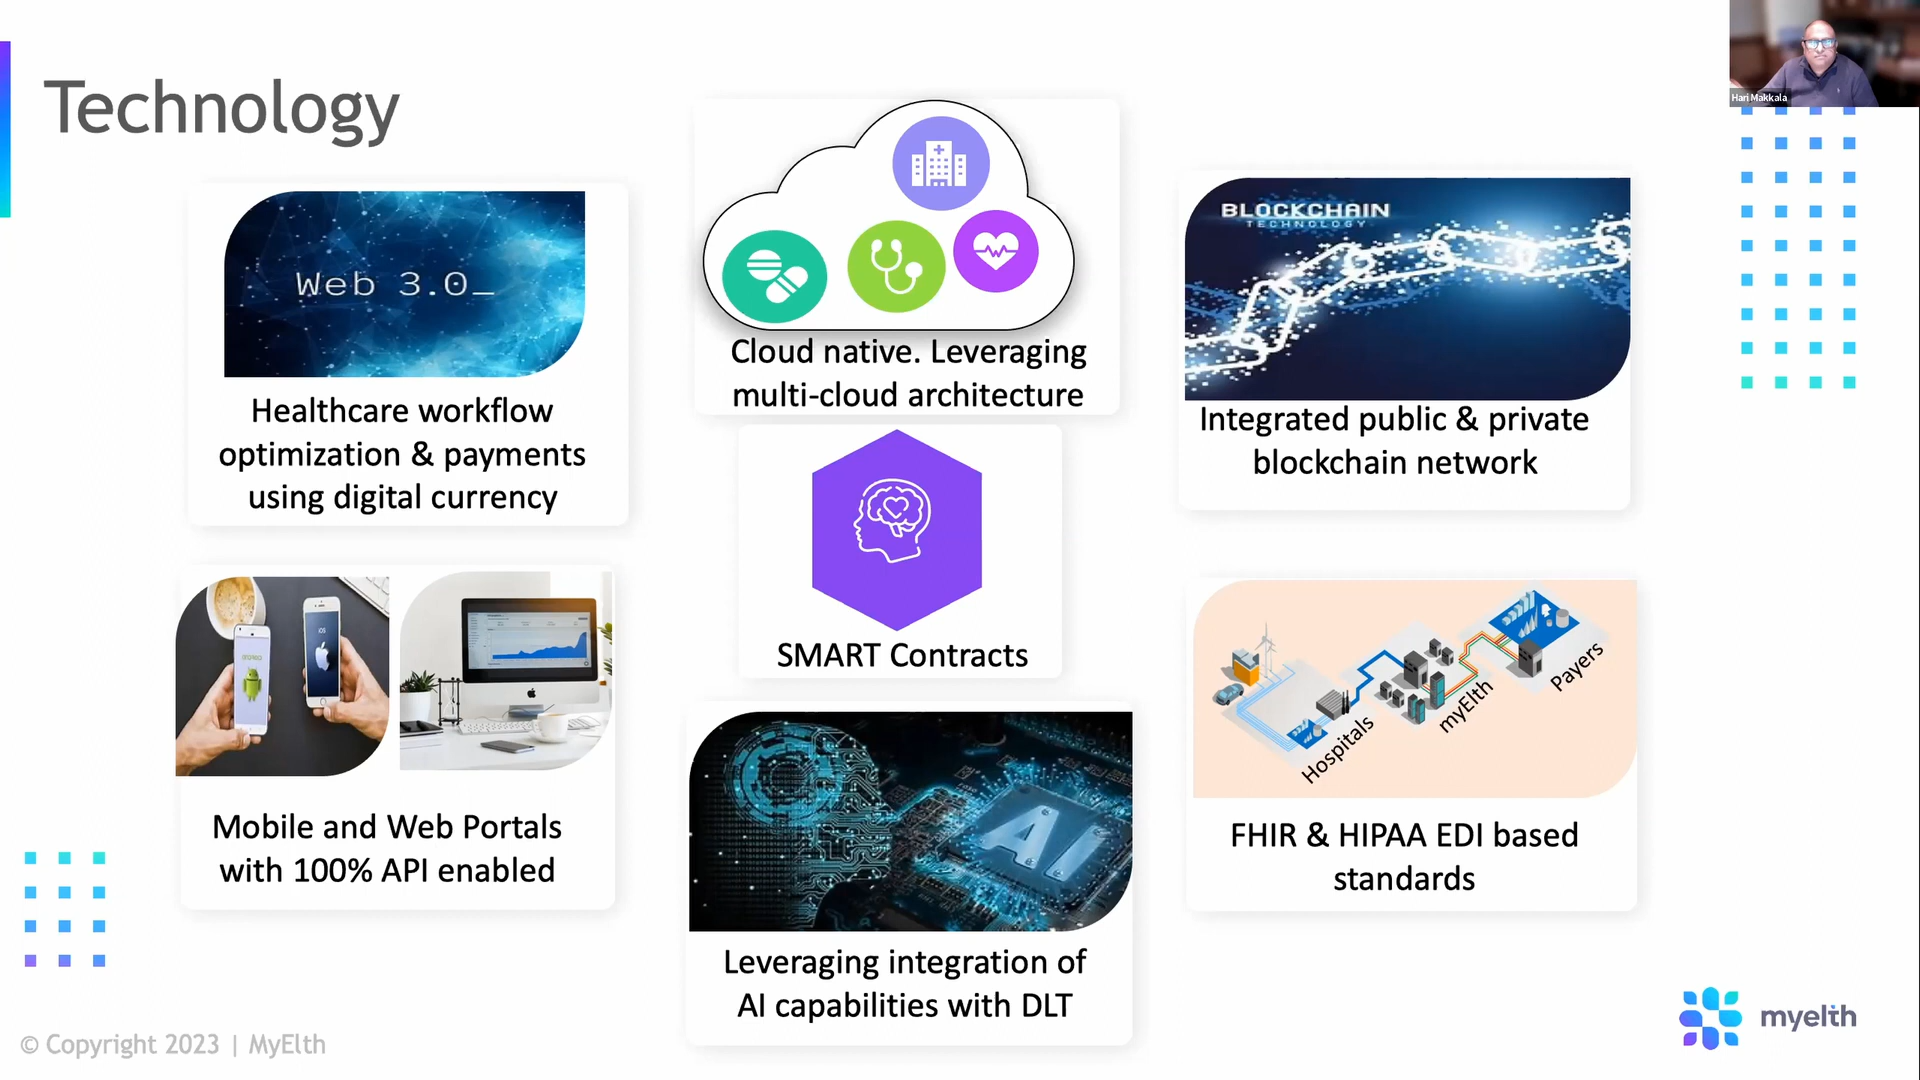 Technology
Hari Makkala
Web 3.0_
Healthcare workflow
optimization & payments
using digital currency
Cloud native. Leveraging
multi-cloud architecture
BLOCKCHAIN
TECHNOLOGY
Integrated public & private
blockchain network
SMART Contracts
iOS
Mobile and Web Portals
with 100% API enabled
AI
Leveraging integration of
AI capabilities with DLT
Hospitals
myElth
Payers
FHIR & HIPAA EDI based
standards
© Copyright 2023 | MyElth
myelth